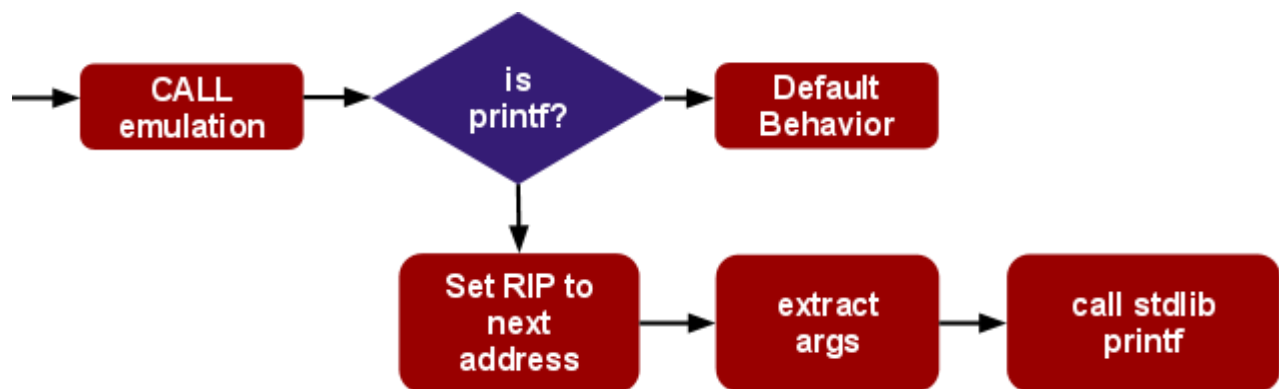 CALL
emulation
is
printf?
Default
Behavior
Set RIP to
next
address
extract
args
call stdlib
printf